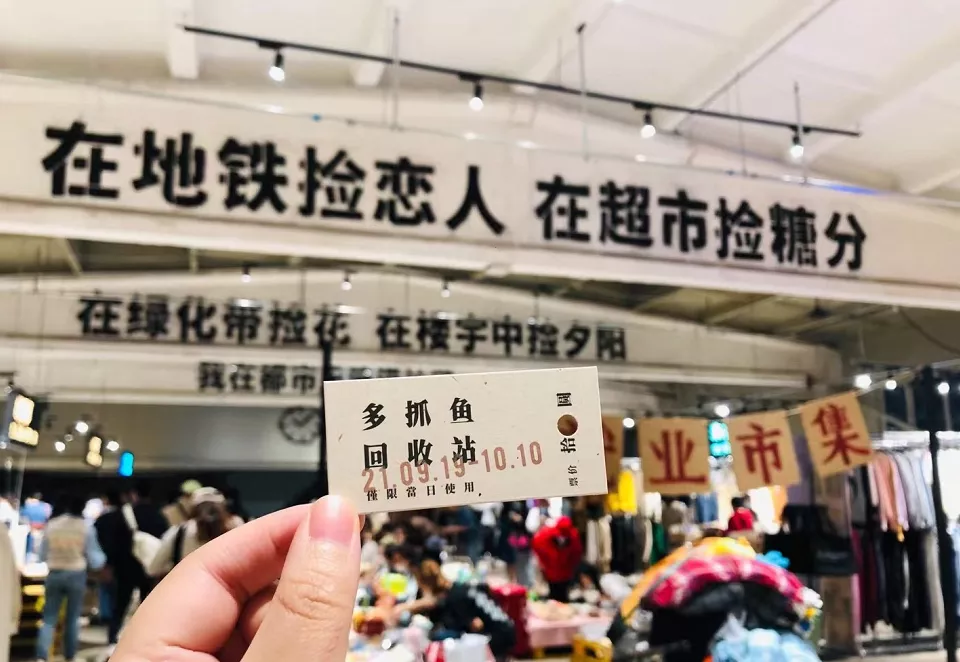 在地铁捡恋人 在超市捡糖分
在绿化带捡花 在楼宇中捡夕阳
我在都市
多抓鱼
回收站
21.09.19-10.10
僅限當日使用
拾
业市集